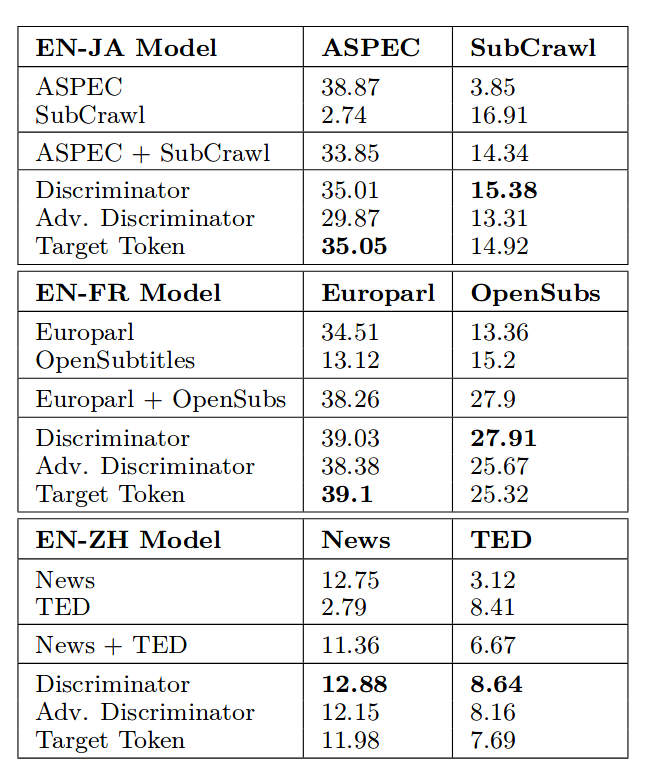 EN-JA Model ASPEC SubCrawl
ASPEC 38.87 3.85
SubCrawl 2.74 16.91
ASPEC + SubCrawl 33.85 14.34
Discriminator 35.01 15.38
Adv. Discriminator 29.87 13.31
Target Token 35.05 14.92
EN-FR Model Europarl OpenSubs
Europarl 34.51 13.36
OpenSubtitles 13.12 15.2
Europarl + OpenSubs 38.26 27.9
Discriminator 39.03 27.91
Adv. Discriminator 38.38 25.67
Target Token 39.1 25.32
EN-ZH Model News TED
News 12.75 3.12
TED 2.79 8.41
News + TED 11.36 6.67
Discriminator 12.88 8.64
Adv. Discriminator 12.15 8.16
Target Token 11.98 7.69